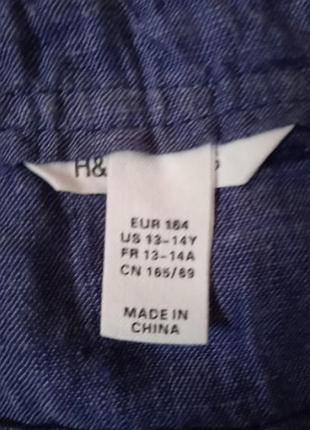 H&
EUR 164
US 13-14Y
FR 13-14A
CN 165/69
MADE IN
CHINA